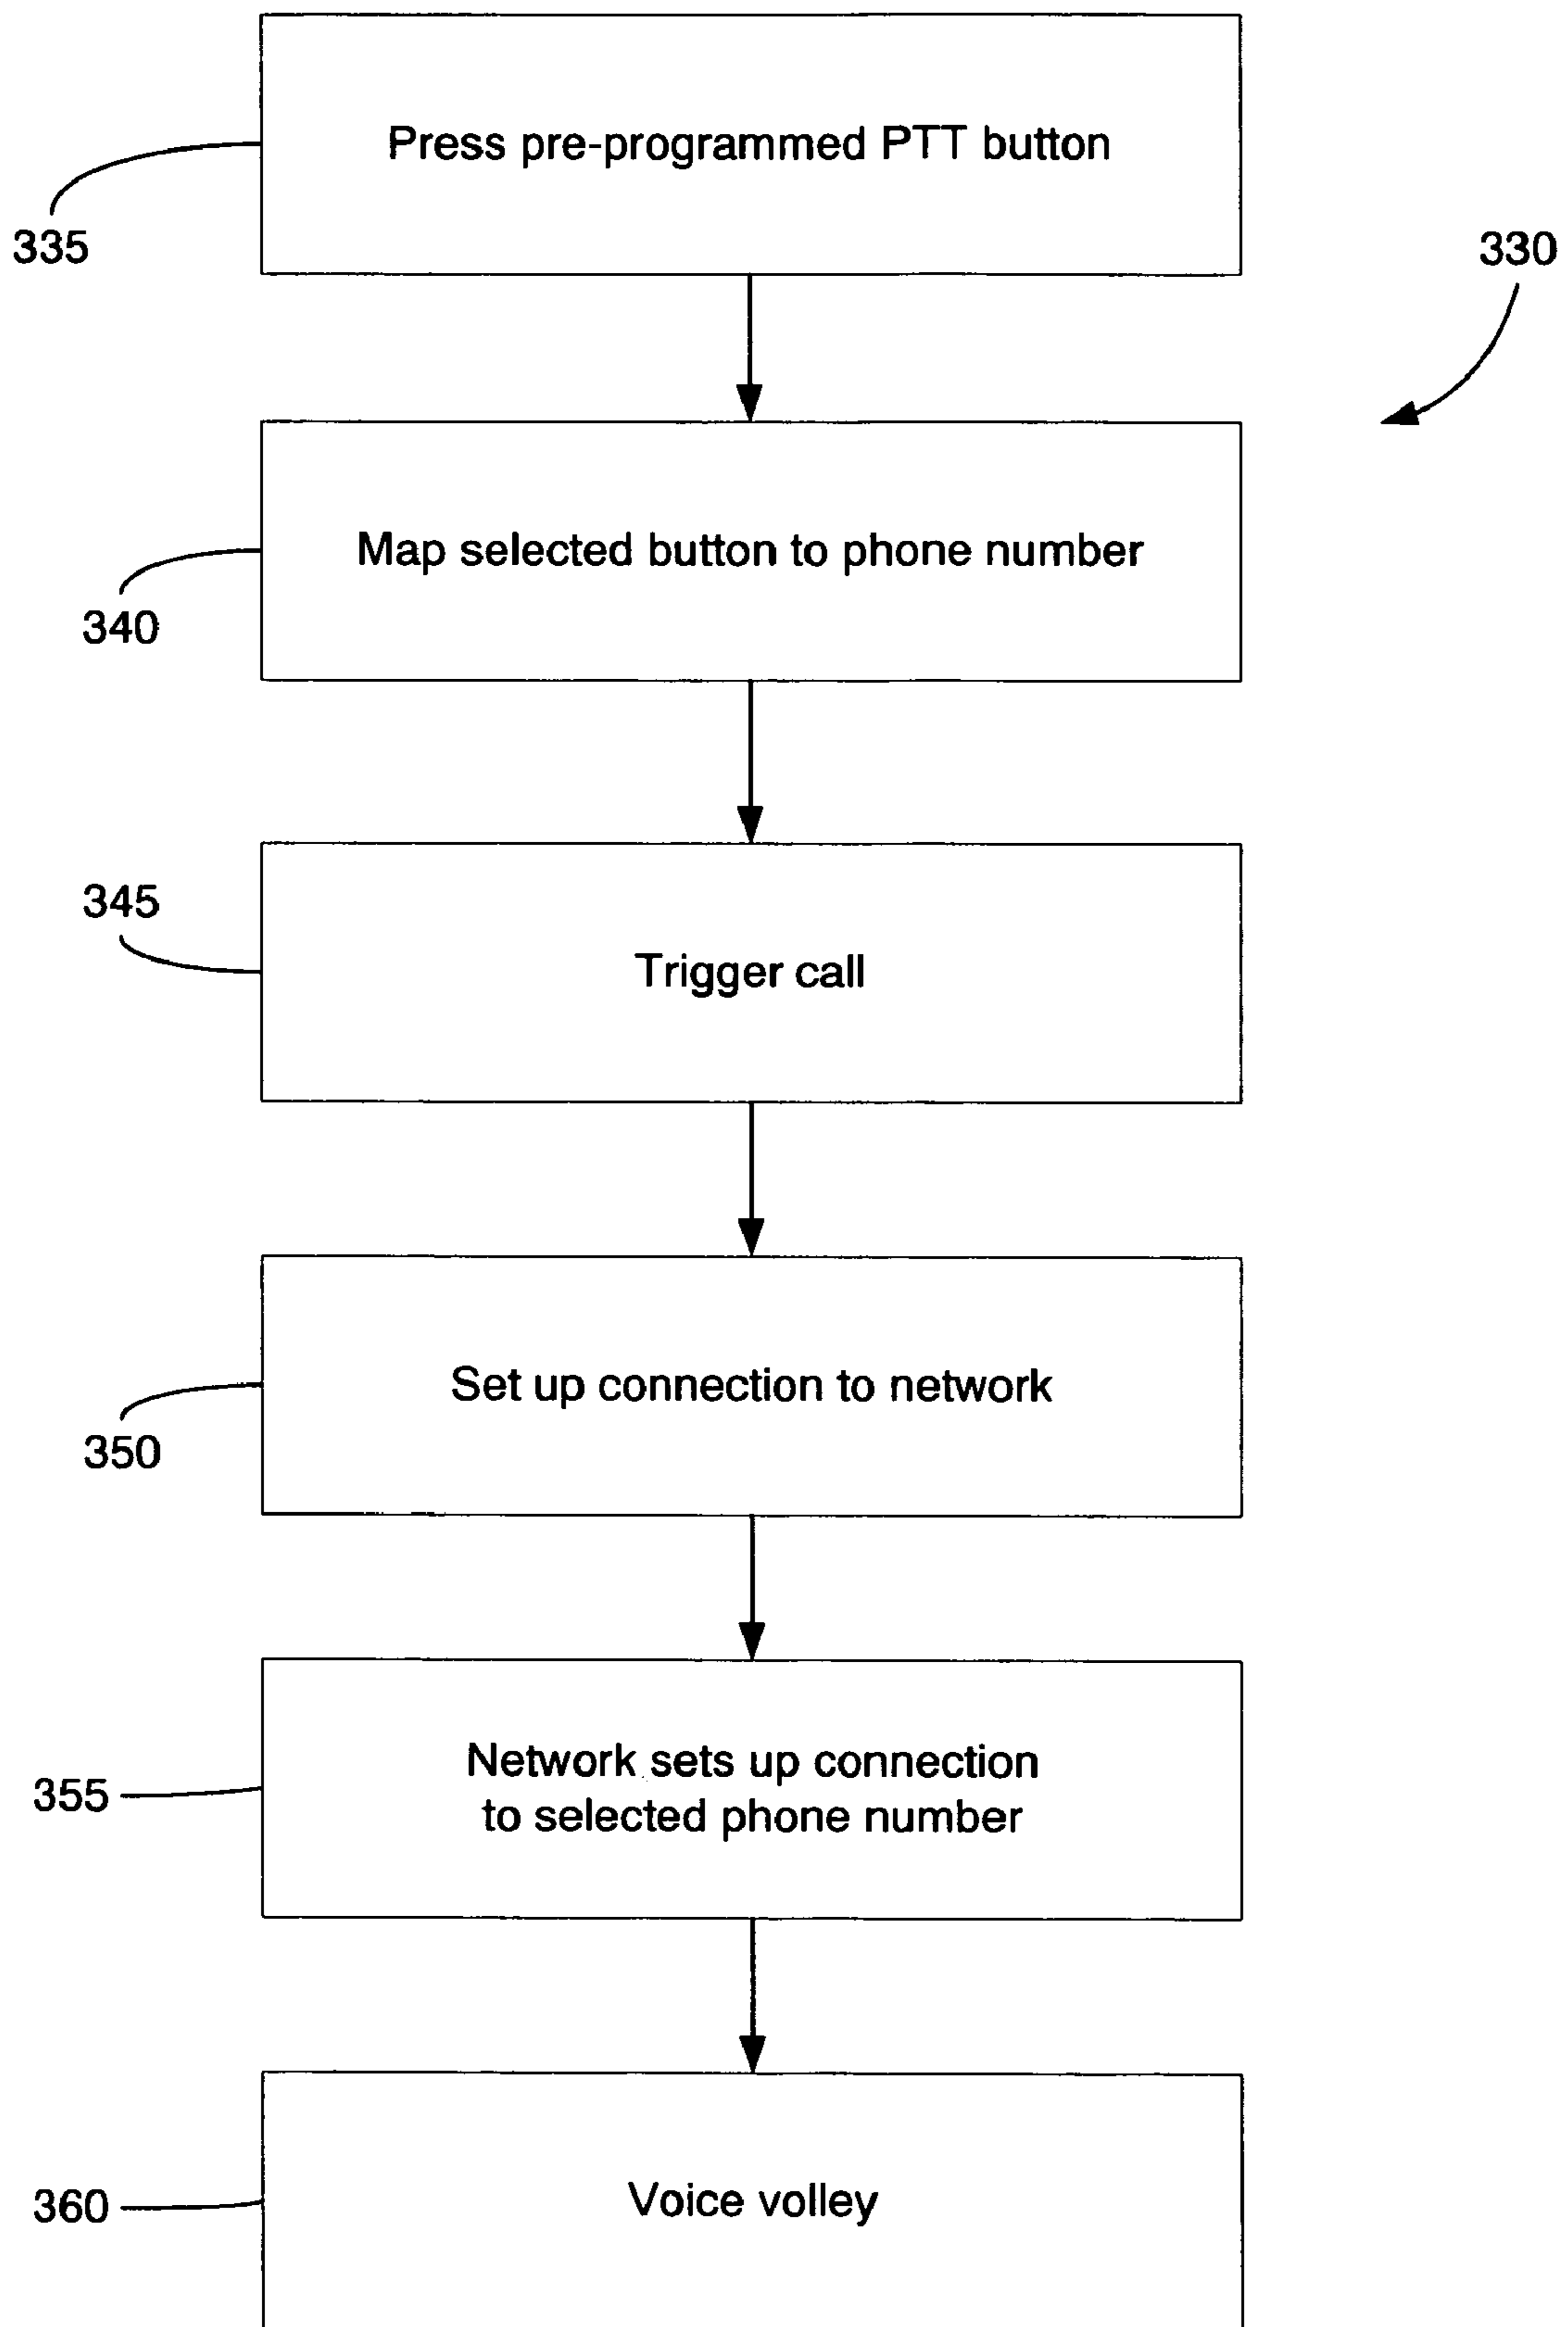 Press pre-programmed PTT button
335
330
Map selected button to phone number
340
345
Trigger call
Set up connection to network
350
Network sets up connection
to selected phone number
355
Voice volley
360